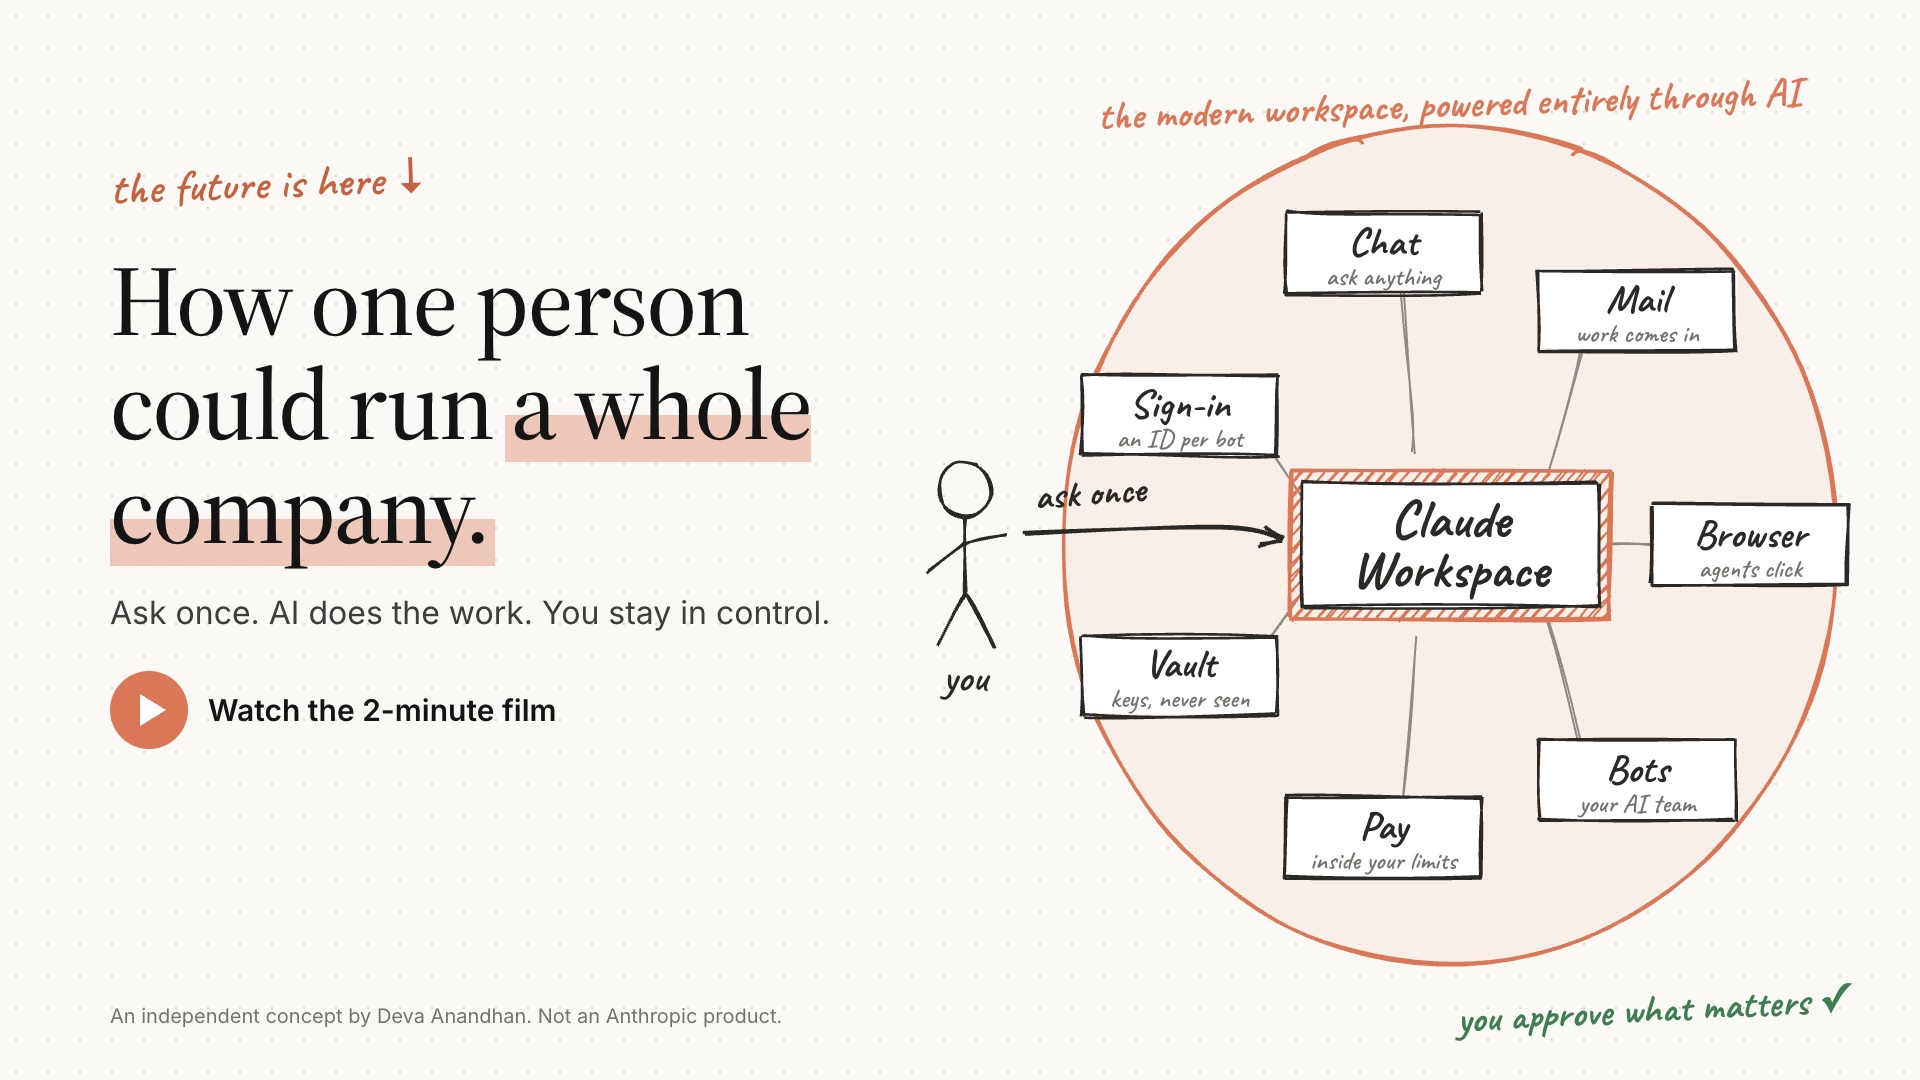 the future is here ↓
How one person
could run a whole
company.
Ask once. AI does the work. You stay in control.
Watch the 2-minute film
An independent concept by Deva Anandhan. Not an Anthropic product.
the modern workspace, powered entirely through AI
Chat
ask anything
Mail
work comes in
Sign-in
an ID per bot
ask once
you
Claude
Workspace
Browser
agents click
Vault
keys, never seen
Bots
your AI team
Pay
inside your limits
you approve what matters ✓